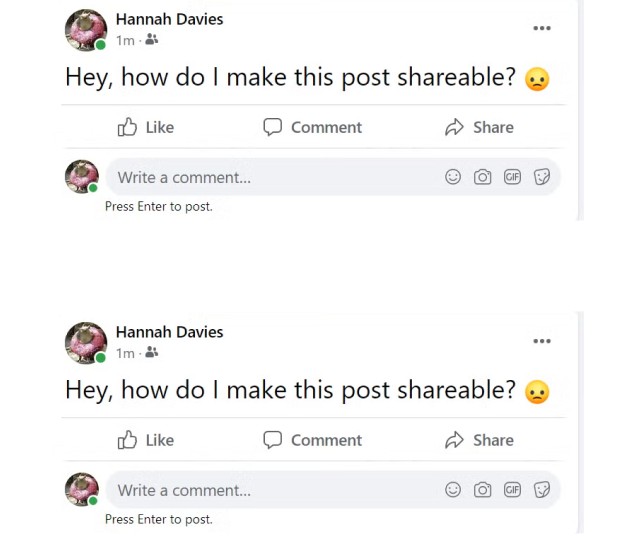 Hannah Davies
1m ·
Hey, how do I make this post shareable? 😞
Like Comment Share
Write a comment... GIF
Press Enter to post.
Hannah Davies
1m ·
Hey, how do I make this post shareable? 😞
Like Comment Share
Write a comment... GIF
Press Enter to post.